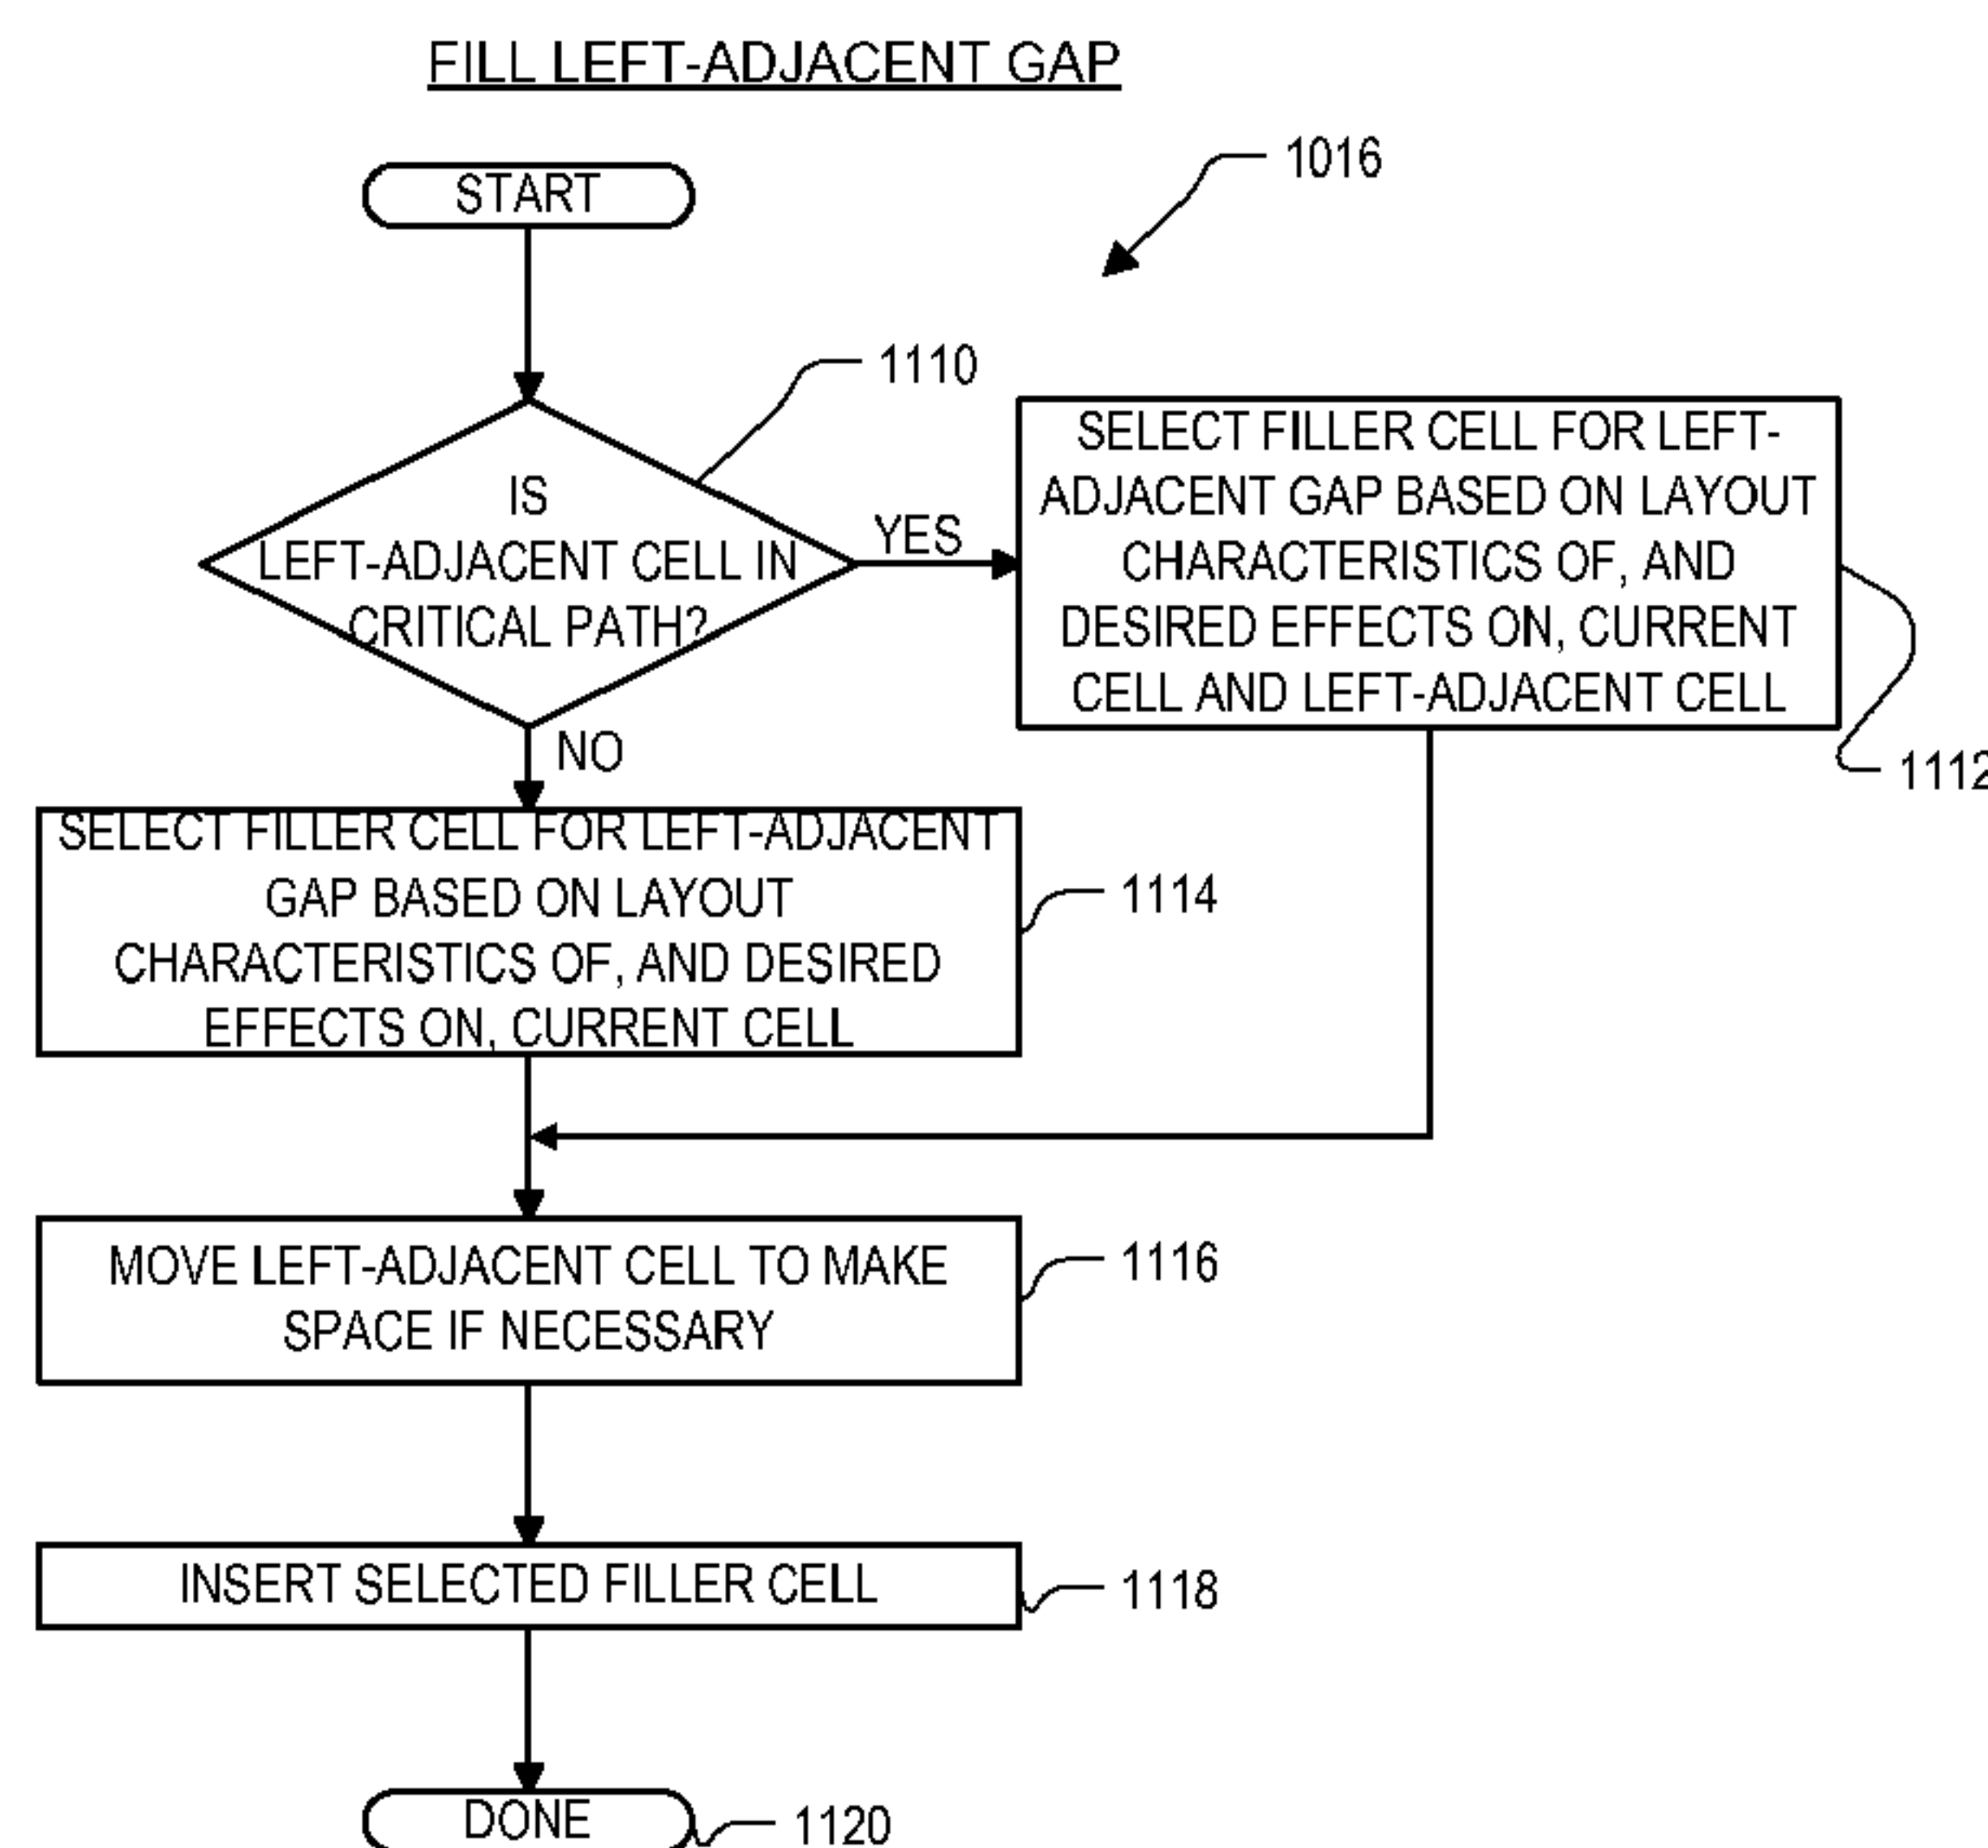 FILL LEFT-ADJACENT GAP
START
1016
1110
IS
LEFT-ADJACENT CELL IN
CRITICAL PATH?
YES
SELECT FILLER CELL FOR LEFT-
ADJACENT GAP BASED ON LAYOUT
CHARACTERISTICS OF, AND
DESIRED EFFECTS ON, CURRENT
CELL AND LEFT-ADJACENT CELL
1112
NO
SELECT FILLER CELL FOR LEFT-ADJACENT
GAP BASED ON LAYOUT
CHARACTERISTICS OF, AND DESIRED
EFFECTS ON, CURRENT CELL
1114
MOVE LEFT-ADJACENT CELL TO MAKE
SPACE IF NECESSARY
1116
INSERT SELECTED FILLER CELL
1118
DONE
1120